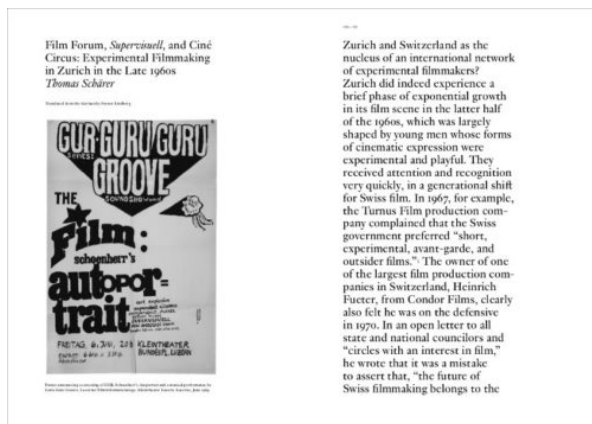 Film Forum, Supervisuell, and Ciné
Circus: Experimental Filmmaking
in Zurich in the Late 1960s
Thomas Schärer
GUR·GURU GURU
GROOVE
THE
Film:
schoenherr's
autopor=
trait
FREITAG, 6. JUNI, 20
KLEINTHEATER
BUNDESPL. LUZERN
Zurich and Switzerland as the
nucleus of an international network
of experimental filmmakers?
Zurich did indeed experience a
brief phase of exponential growth
in its film scene in the latter half
of the 1960s, which was largely
shaped by young men whose forms
of cinematic expression were
experimental and playful. They
received attention and recognition
very quickly, in a generational shift
for Swiss film. In 1967, for example,
the Turnus Film production com-
pany complained that the Swiss
government preferred “short,
experimental, avant-garde, and
outsider films.” The owner of one
of the largest film production com-
panies in Switzerland, Heinrich
Fueter, from Condor Films, clearly
also felt he was on the defensive
in 1970. In an open letter to all
state and national councilors and
“circles with an interest in film,”
he wrote that it was a mistake
to assert that, “the future of
Swiss filmmaking belongs to the